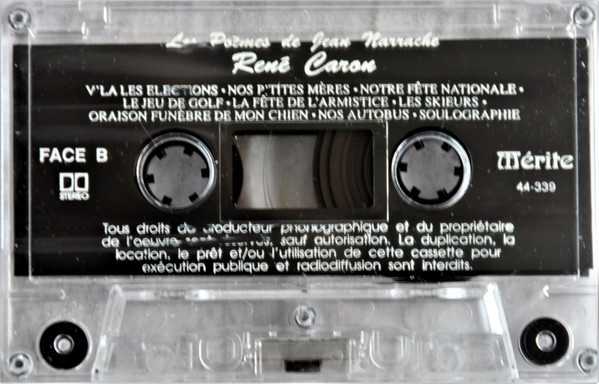 Les Poèmes de Jean Narrache
René Caron
V'LA LES ELECTIONS • NOS P'TITES MÈRES • NOTRE FÊTE NATIONALE •
LE JEU DE GOLF • LA FÊTE DE L'ARMISTICE • LES SKIEURS •
ORAISON FUNÈBRE DE MON CHIEN • NOS AUTOBUS • SOULOGRAPHIE
FACE B
STEREO
Mérite
44-339
Tous droits du producteur phonographique et du propriétaire
de l'oeuvre sauf autorisation. La duplication, la
location, le prêt et/ou l'utilisation de cette cassette pour
exécution publique et radiodiffusion sont interdits.